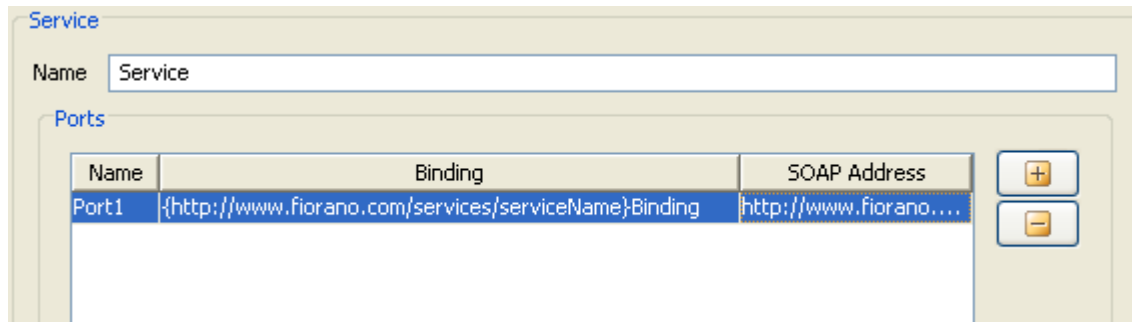 Service
Name Service
Ports
Name Binding SOAP Address
Port1 {http://www.fiorano.com/services/serviceName}Binding http://www.fiorano....